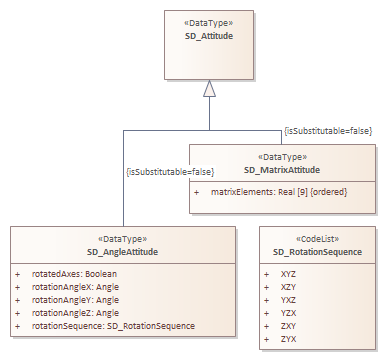 «DataType»
SD_Attitude
{isSubstitutable=false}
«DataType»
SD_MatrixAttitude
+ matrixElements: Real [9] {ordered}
{isSubstitutable=false}
«DataType»
SD_AngleAttitude
+ rotatedAxes: Boolean
+ rotationAngleX: Angle
+ rotationAngleY: Angle
+ rotationAngleZ: Angle
+ rotationSequence: SD_RotationSequence
«CodeList»
SD_RotationSequence
+ XYZ
+ XZY
+ YXZ
+ YZX
+ ZXY
+ ZYX